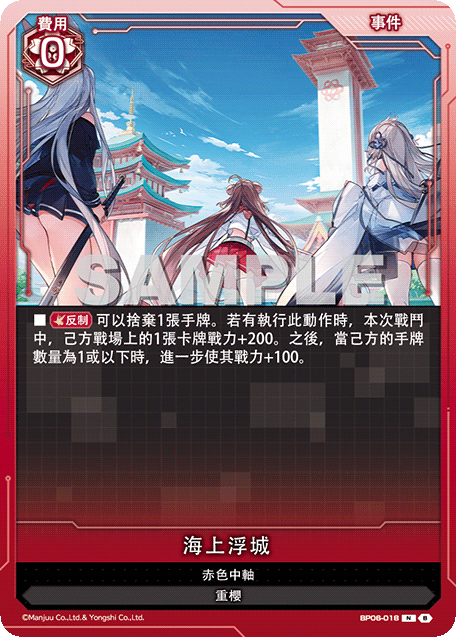 費用
0
事件
SAMPLE
■ 反制 可以捨棄1張手牌。若有執行此動作時，本次戰鬥
中，己方戰場上的1張卡牌戰力+200。之後，當己方的手牌
數量為1或以下時，進一步使其戰力+100。
海上浮城
赤色中軸
重櫻
©Manjuu Co.,Ltd.& Yongshi Co.,Ltd.
BP06-018 N B